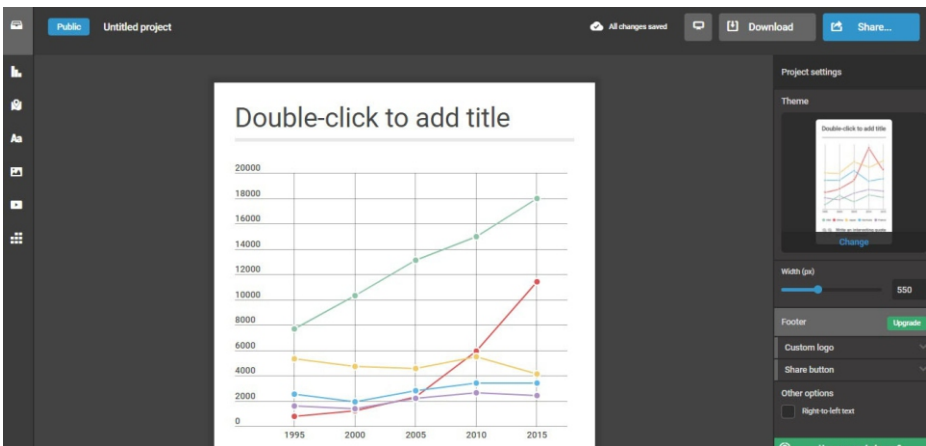 Public
Untitled project
All changes saved
Download
Share...
Project settings
Theme
Double-click to add title
Change
Width (px)
550
Footer
Upgrade
Custom logo
Share button
Other options
Right-to-left text
Aa
Double-click to add title
20000
18000
16000
14000
12000
10000
8000
6000
4000
2000
0
1995 2000 2005 2010 2015